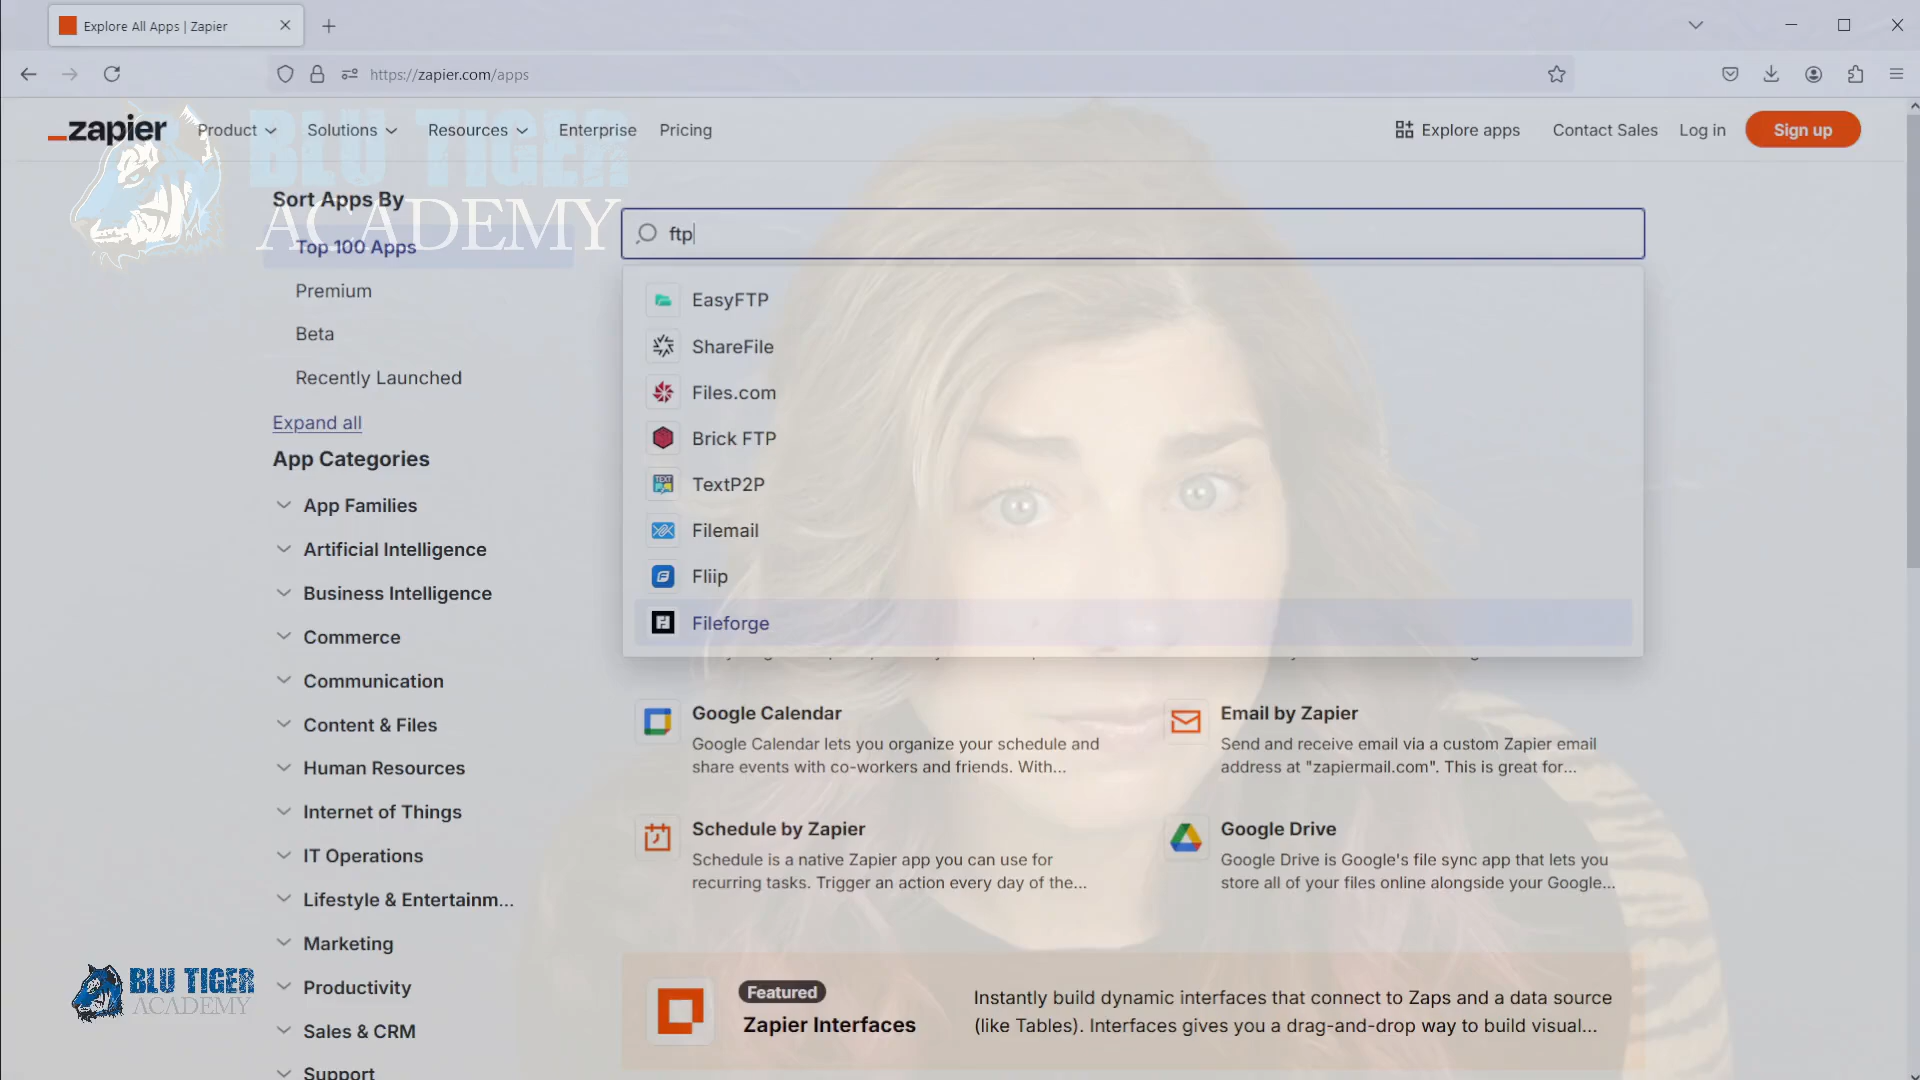 Explore All Apps | Zapier
https://zapier.com/apps
zapier
Product
Solutions
Resources
Enterprise
Pricing
Explore apps
Contact Sales
Log in
Sign up
BLU TIGER
ACADEMY
Sort Apps By
Top 100 Apps
Premium
Beta
Recently Launched
Expand all
App Categories
App Families
Artificial Intelligence
Business Intelligence
Commerce
Communication
Content & Files
Human Resources
Internet of Things
IT Operations
Lifestyle & Entertainm...
Marketing
Productivity
Sales & CRM
Support
ftp
EasyFTP
ShareFile
Files.com
Brick FTP
TEXT
TextP2P
Filemail
Fliip
Fileforge
Google Calendar
Google Calendar lets you organize your schedule and
share events with co-workers and friends. With...
Email by Zapier
Send and receive email via a custom Zapier email
address at "zapiermail.com". This is great for...
Schedule by Zapier
Schedule is a native Zapier app you can use for
recurring tasks. Trigger an action every day of the...
Google Drive
Google Drive is Google's file sync app that lets you
store all of your files online alongside your Google...
Featured
Zapier Interfaces
Instantly build dynamic interfaces that connect to Zaps and a data source
(like Tables). Interfaces gives you a drag-and-drop way to build visual...
BLU TIGER
ACADEMY